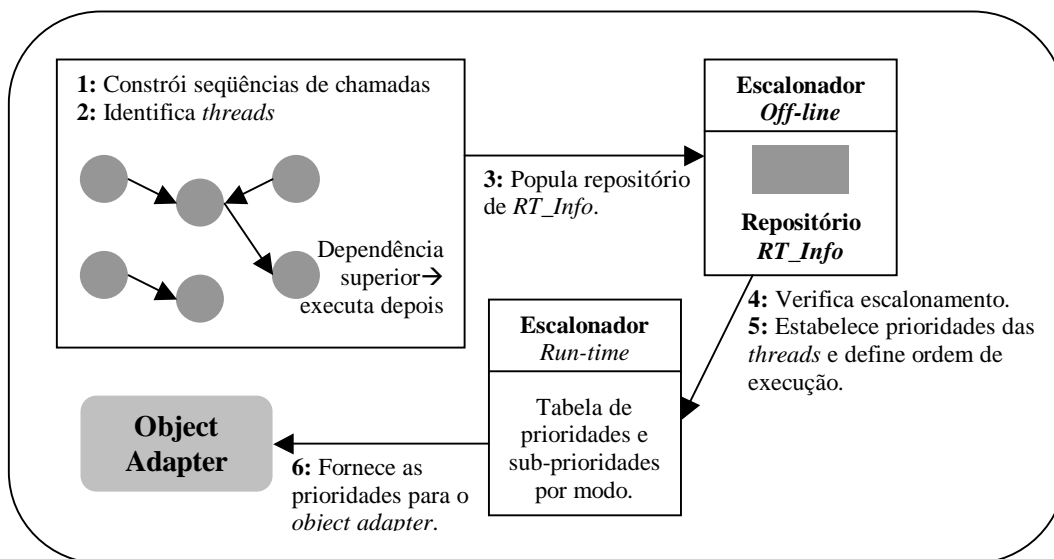 1: Constrói seqüências de chamadas
2: Identifica threads
Dependência
superior→
executa depois
3: Popula repositório
de RT_Info.
Escalonador
Off-line
Repositório
RT_Info
4: Verifica escalonamento.
5: Estabelece prioridades das
threads e define ordem de
execução.
Escalonador
Run-time
Tabela de
prioridades e
sub-prioridades
por modo.
6: Fornece as
prioridades para o
object adapter.
Object
Adapter